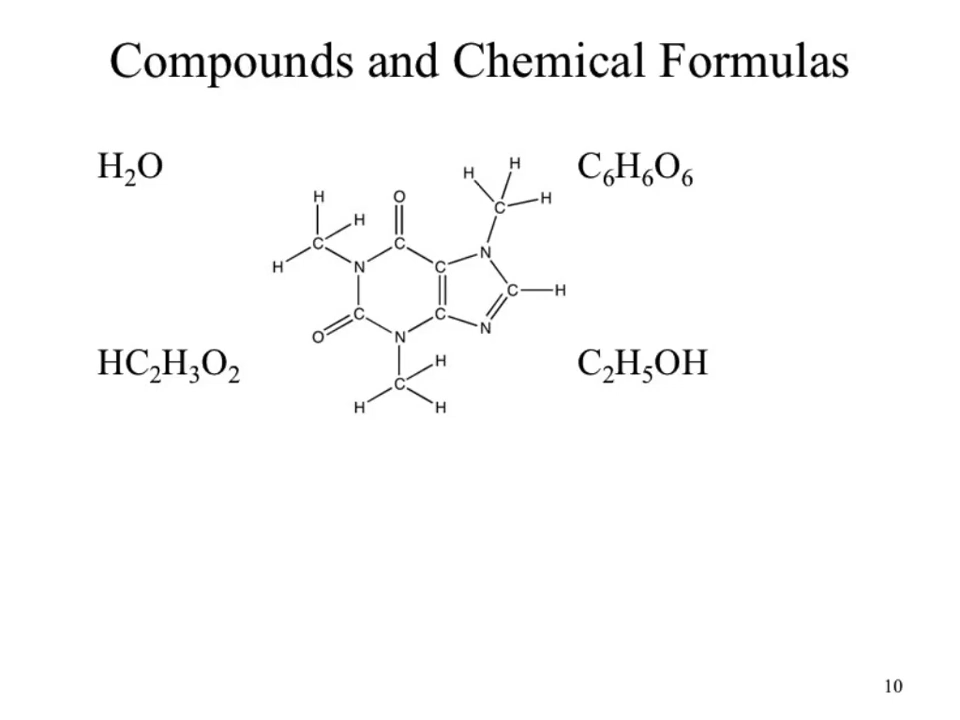 Compounds and Chemical Formulas
H₂O
C₆H₆O₆
H H
H O C H
C H C N
H N C C H
C C N
O N
HC₂H₃O₂
C₂H₅OH
H
C
H H
10